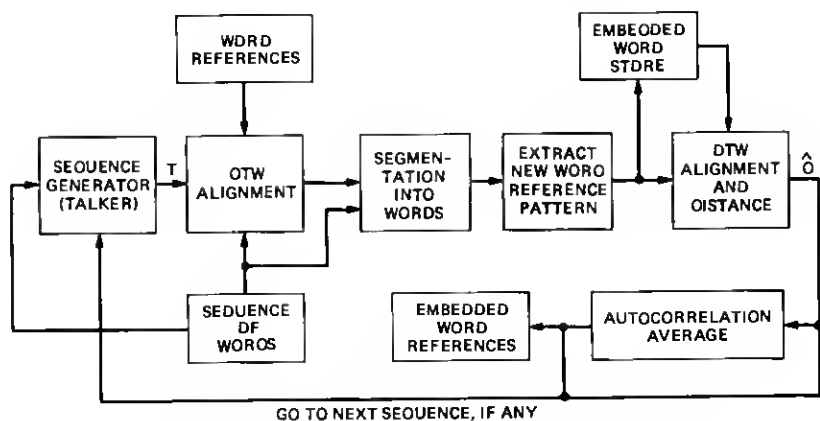 WDRD
REFERENCES
EMBEODED
WORD
STDRE
SEQUENCE
GENERATOR
(TALKER)
T
OTW
ALIGNMENT
SEGMEN-
TATION
INTO
WORDS
EXTRACT
NEW WORO
REFERENCE
PATTERN
DTW
ALIGNMENT
AND
OISTANCE
^
O
SEDUENCE
DF
WOROS
EMBEDDED
WORD
REFERENCES
AUTOCORRELATION
AVERAGE
GO TO NEXT SEOUENCE, IF ANY